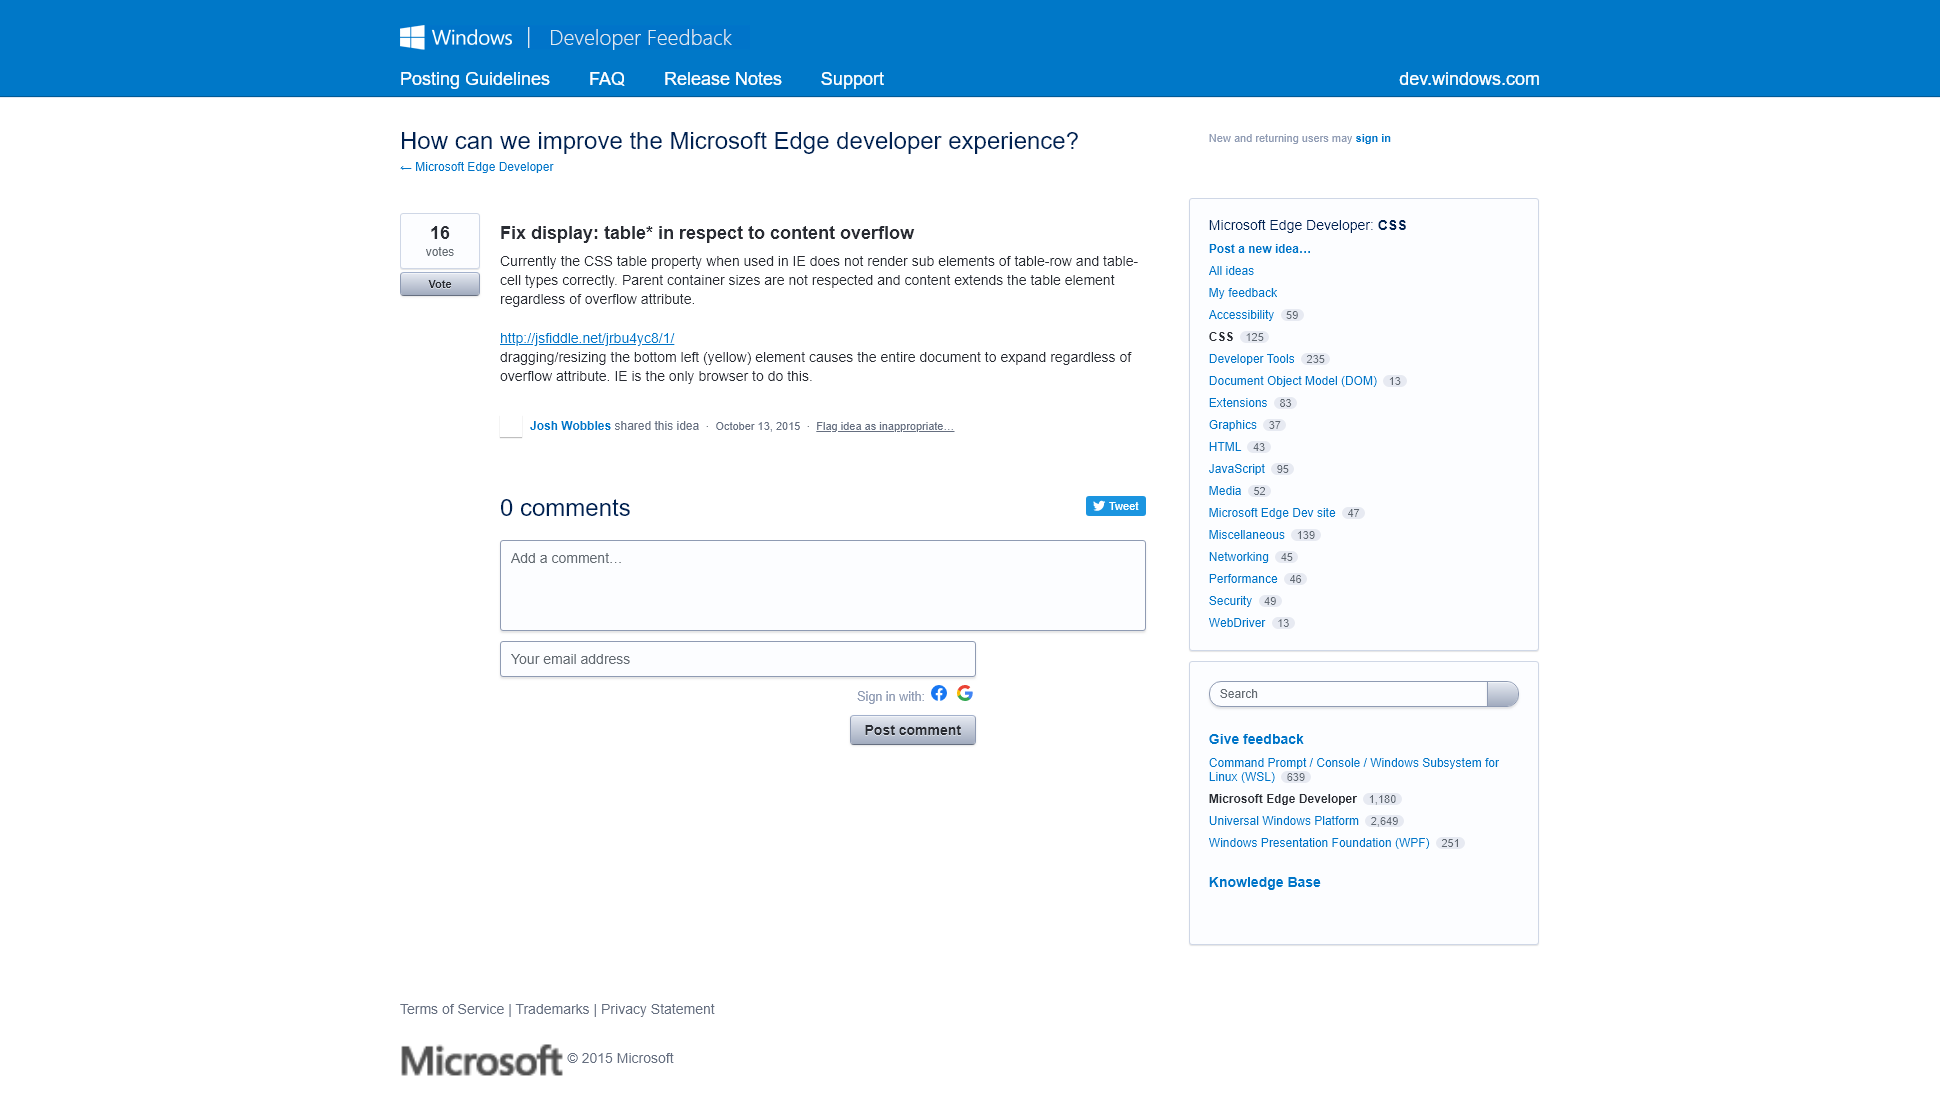 Windows | Developer Feedback
Posting Guidelines FAQ Release Notes Support dev.windows.com
How can we improve the Microsoft Edge developer experience?
← Microsoft Edge Developer
New and returning users may sign in
16
votes
Vote
Fix display: table* in respect to content overflow
Currently the CSS table property when used in IE does not render sub elements of table-row and table-
cell types correctly. Parent container sizes are not respected and content extends the table element
regardless of overflow attribute.
http://jsfiddle.net/jrbu4yc8/1/
dragging/resizing the bottom left (yellow) element causes the entire document to expand regardless of
overflow attribute. IE is the only browser to do this.
Josh Wobbles shared this idea · October 13, 2015 · Flag idea as inappropriate…
0 comments
Tweet
Add a comment…
Your email address
Sign in with:
Post comment
Microsoft Edge Developer: CSS
Post a new idea…
All ideas
My feedback
Accessibility 59
CSS 125
Developer Tools 235
Document Object Model (DOM) 13
Extensions 83
Graphics 37
HTML 43
JavaScript 95
Media 52
Microsoft Edge Dev site 47
Miscellaneous 139
Networking 45
Performance 46
Security 49
WebDriver 13
Search
Give feedback
Command Prompt / Console / Windows Subsystem for
Linux (WSL) 639
Microsoft Edge Developer 1,180
Universal Windows Platform 2,649
Windows Presentation Foundation (WPF) 251
Knowledge Base
Terms of Service | Trademarks | Privacy Statement
Microsoft © 2015 Microsoft